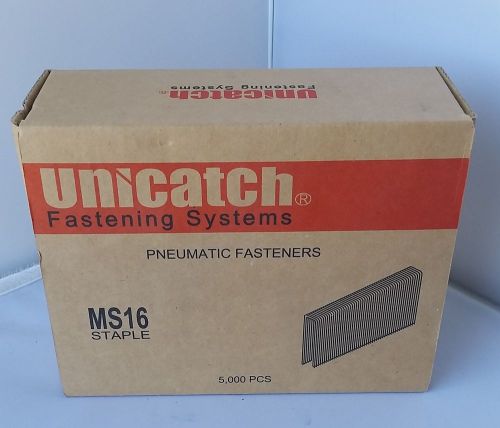 Unicatch®
Fastening Systems
Unicatch®
Fastening Systems
PNEUMATIC FASTENERS
MS16
STAPLE
5,000 PCS